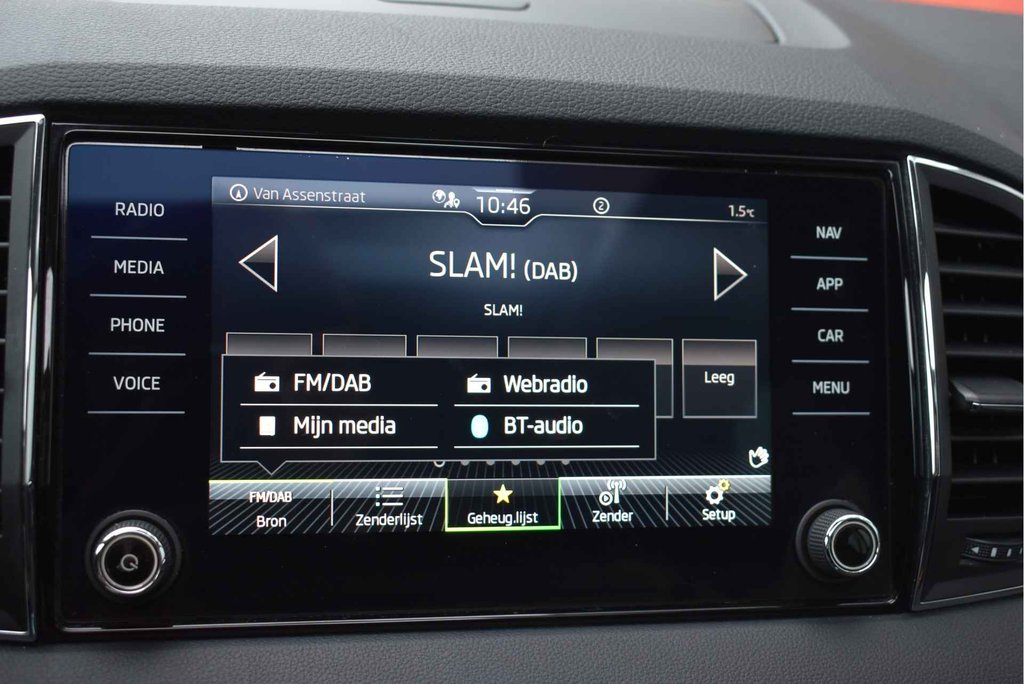 RADIO
MEDIA
PHONE
VOICE
Van Assenstraat
10:46
2
1.5°C
SLAM! (DAB)
SLAM!
Leeg
FM/DAB
Webradio
Mijn media
BT-audio
FM/DAB
Bron
Zenderlijst
Geheug.lijst
Zender
Setup
NAV
APP
CAR
MENU